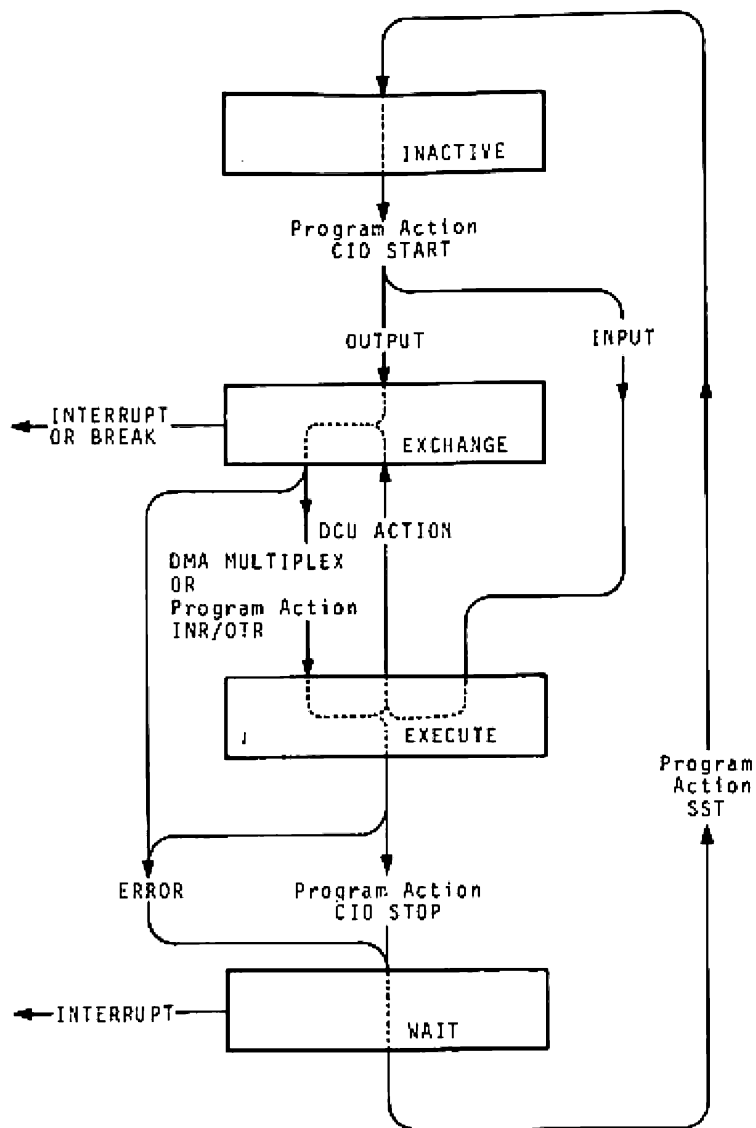 INACTIVE
Program Action
CIO START
OUTPUT
INPUT
INTERRUPT
OR BREAK
EXCHANGE
DCU ACTION
DMA MULTIPLEX
OR
Program Action
INR/OTR
EXECUTE
Program
Action
SST
ERROR
Program Action
CIO STOP
INTERRUPT
WAIT